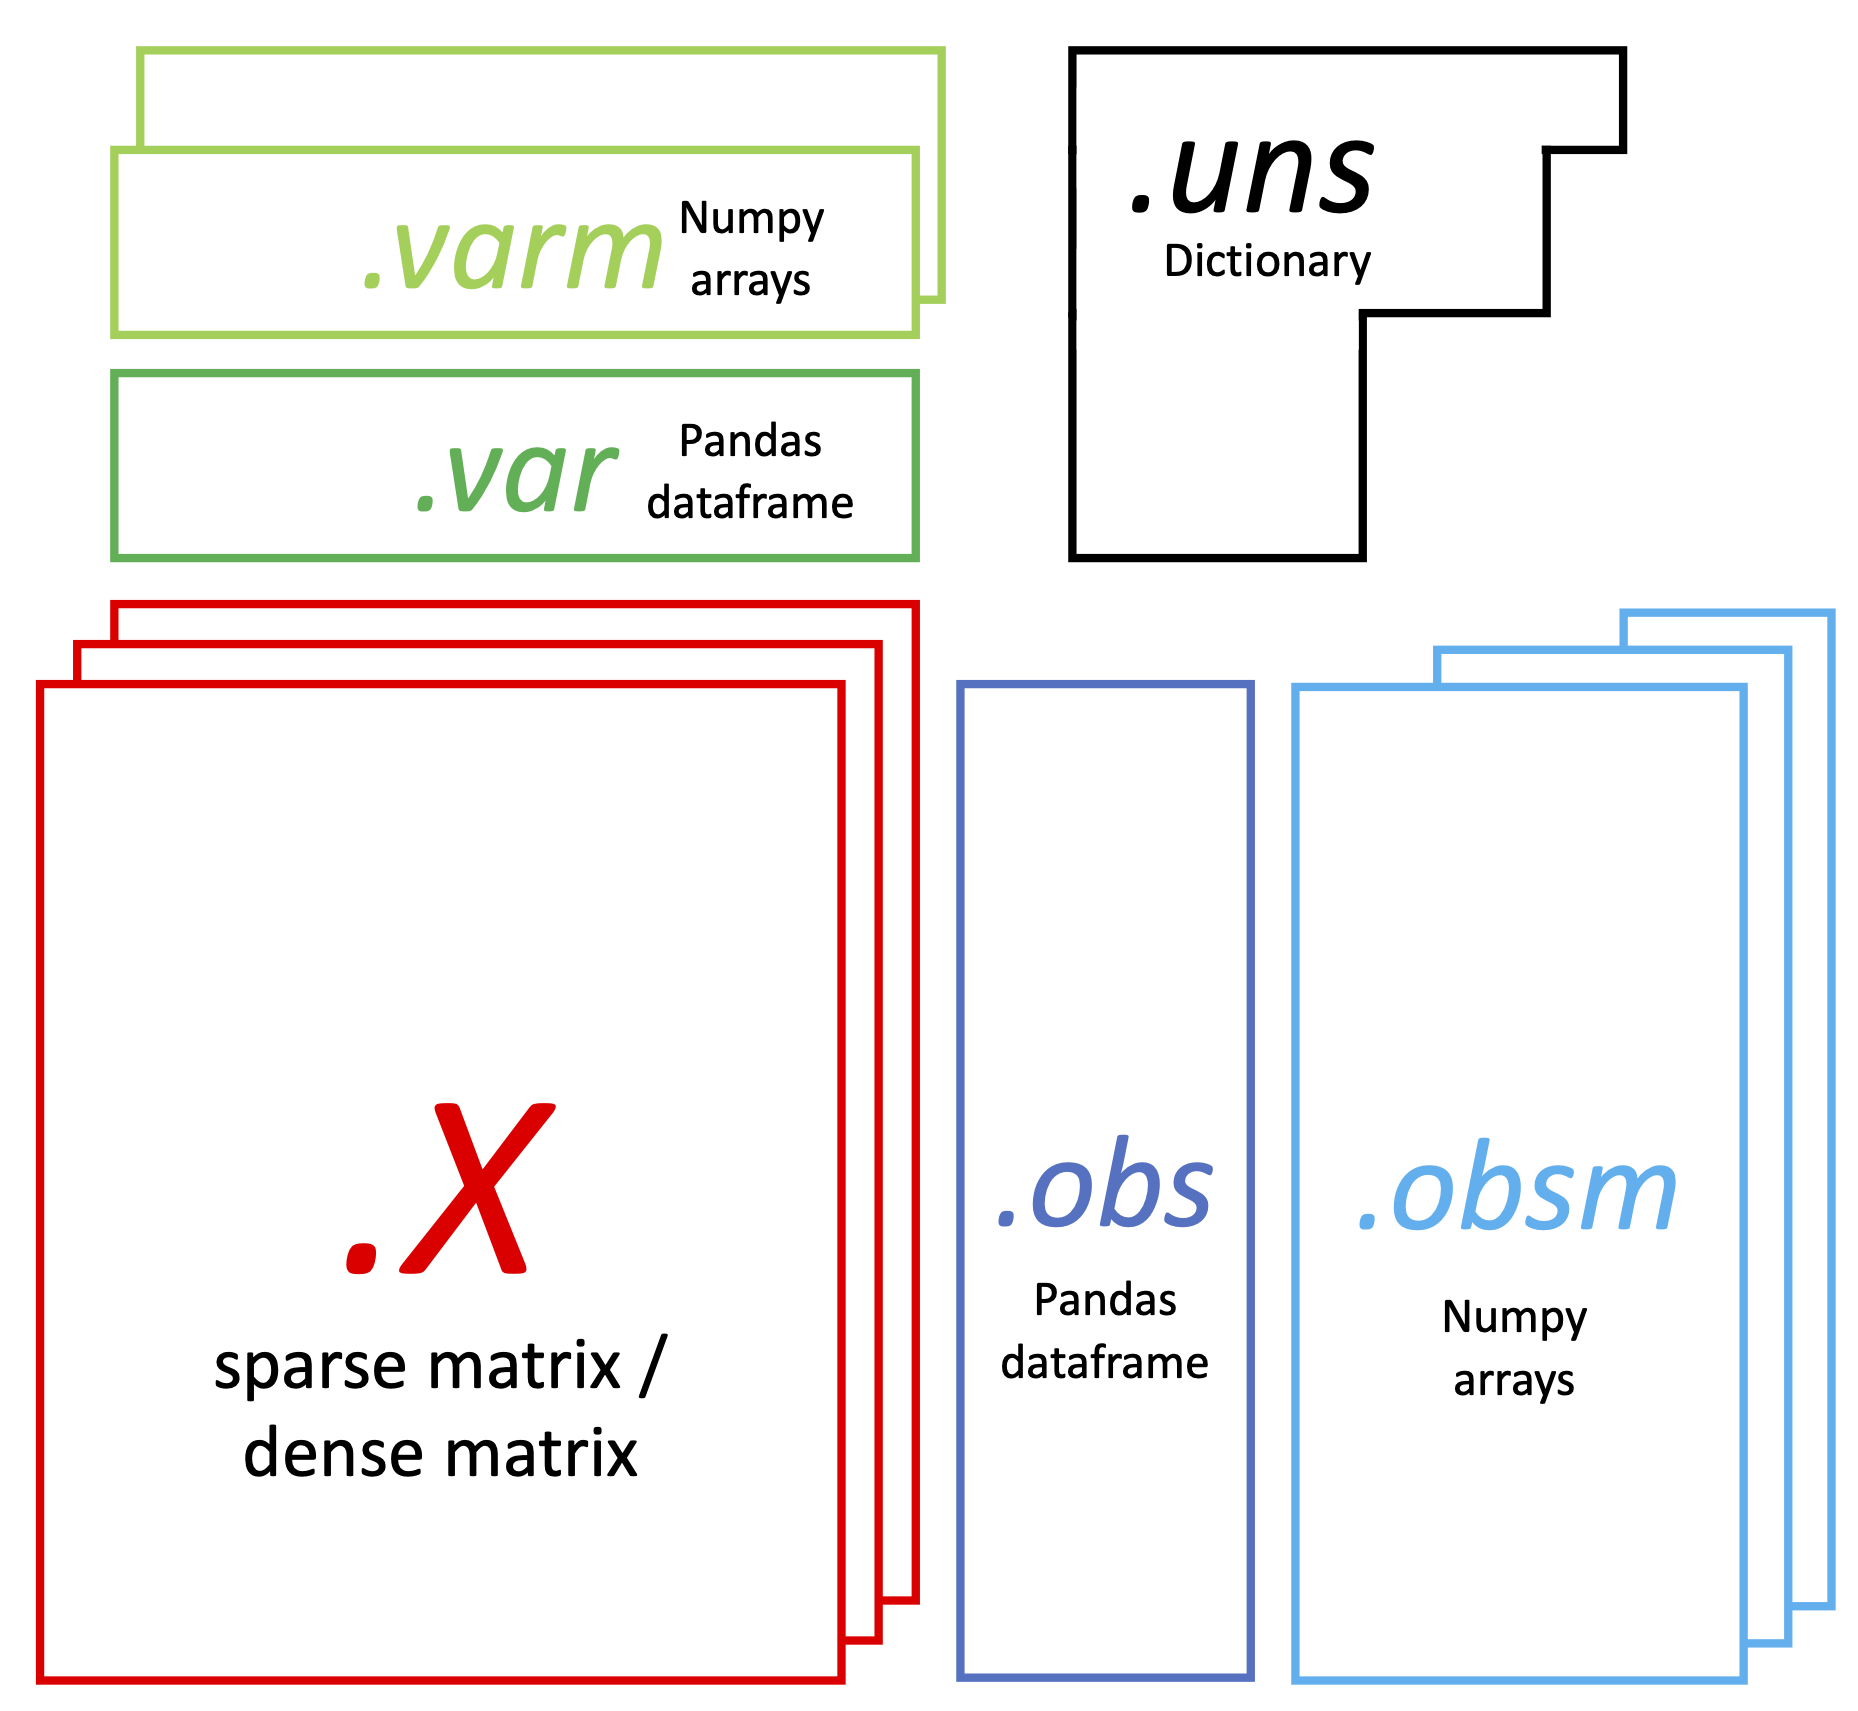 .varm Numpy
arrays
.uns
Dictionary
.var Pandas
dataframe
.X
sparse matrix /
dense matrix
.obs
Pandas
dataframe
.obsm
Numpy
arrays